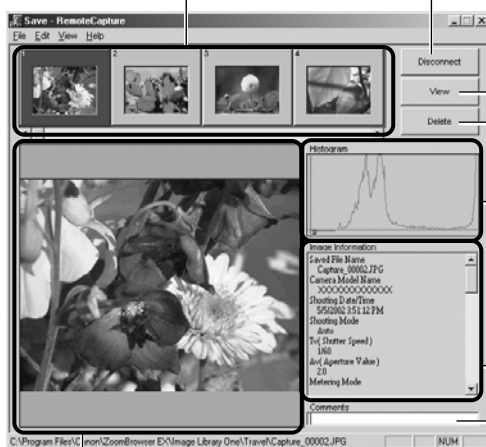 Save - RemoteCapture
File Edit View Help
1 2 3 4
Disconnect
View
Delete
Histogram
Image Information
Saved File Name
Capture_00002.JPG
Camera Model Name
XXXXXXXXXXXXX
Shooting Date/Time
5/5/2002 3:51:12 PM
Shooting Mode
Auto
Tv( Shutter Speed )
1/60
Av( Aperture Value )
2.0
Metering Mode
Comments
C:\Program Files\Canon\ZoomBrowser EX\Image Library One\Travel\Capture_00002.JPG NUM